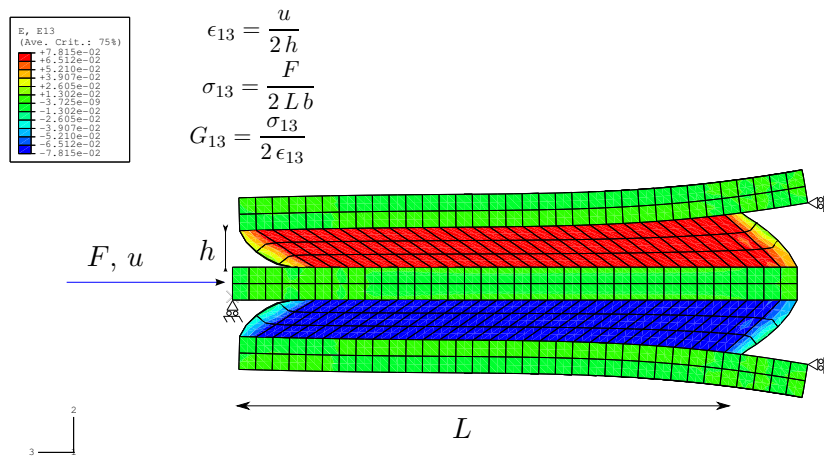 E, E13
(Ave. Crit.: 75%)
+7.815e-02
+6.512e-02
+5.210e-02
+3.907e-02
+2.605e-02
+1.302e-02
-3.725e-09
-1.302e-02
-2.605e-02
-3.907e-02
-5.210e-02
-6.512e-02
-7.815e-02
ϵ₁₃ = u / 2 h
σ₁₃ = F / 2 L b
G₁₃ = σ₁₃ / 2 ϵ₁₃
h
F, u
L
2
3 1